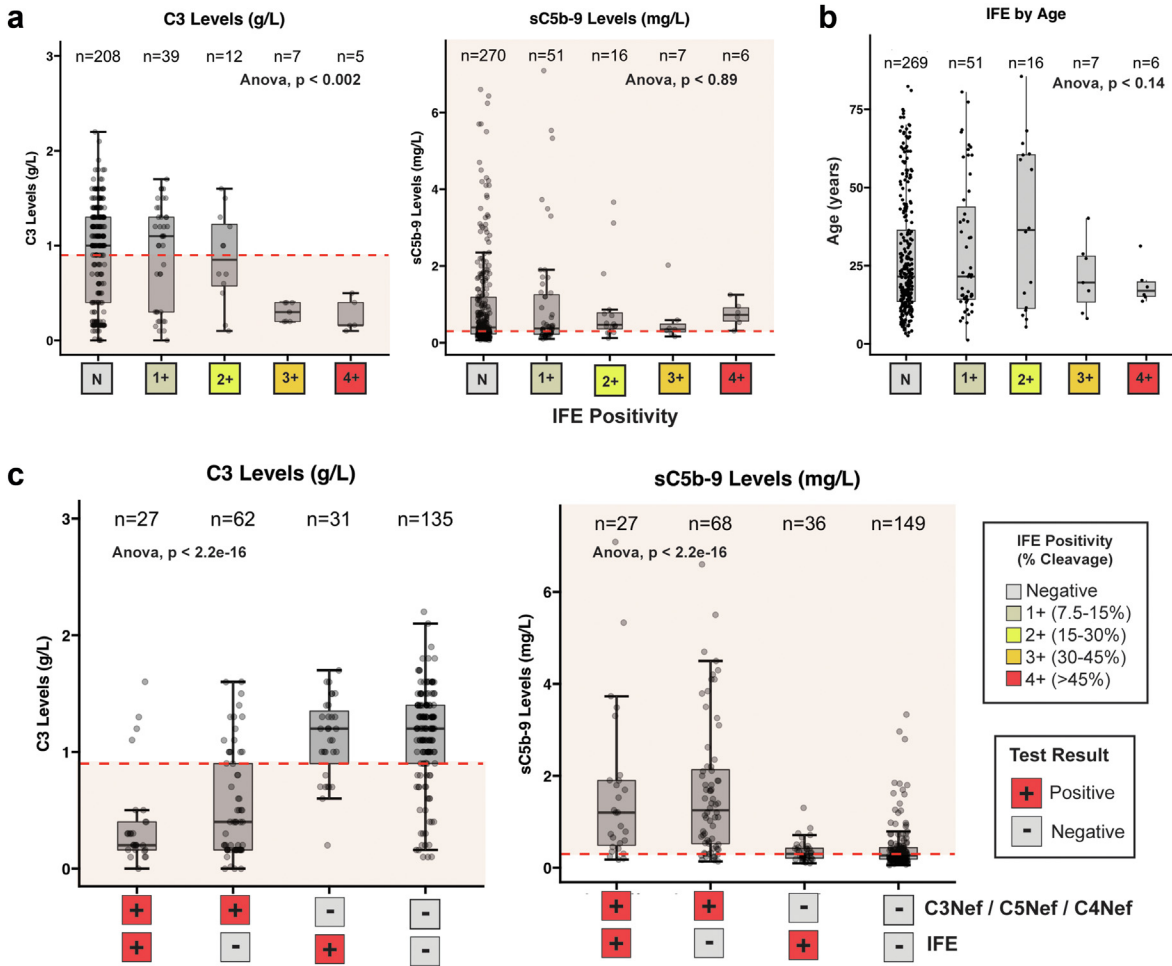 a
C3 Levels (g/L)
n=208 n=39 n=12 n=7 n=5
Anova, p < 0.002
C3 Levels (g/L)
3
2
1
0
N 1+ 2+ 3+ 4+
sC5b-9 Levels (mg/L)
n=270 n=51 n=16 n=7 n=6
Anova, p < 0.89
sC5b-9 Levels (mg/L)
6
4
2
0
N 1+ 2+ 3+ 4+
IFE Positivity
b
IFE by Age
n=269 n=51 n=16 n=7 n=6
Anova, p < 0.14
Age (years)
75
50
25
0
N 1+ 2+ 3+ 4+
c
C3 Levels (g/L)
n=27 n=62 n=31 n=135
Anova, p < 2.2e-16
C3 Levels (g/L)
3
2
1
0
+ + - -
+ - + -
sC5b-9 Levels (mg/L)
n=27 n=68 n=36 n=149
Anova, p < 2.2e-16
sC5b-9 Levels (mg/L)
6
4
2
0
+ + - - C3Nef / C5Nef / C4Nef
+ - + - IFE
IFE Positivity
(% Cleavage)
Negative
1+ (7.5-15%)
2+ (15-30%)
3+ (30-45%)
4+ (>45%)
Test Result
+ Positive
- Negative